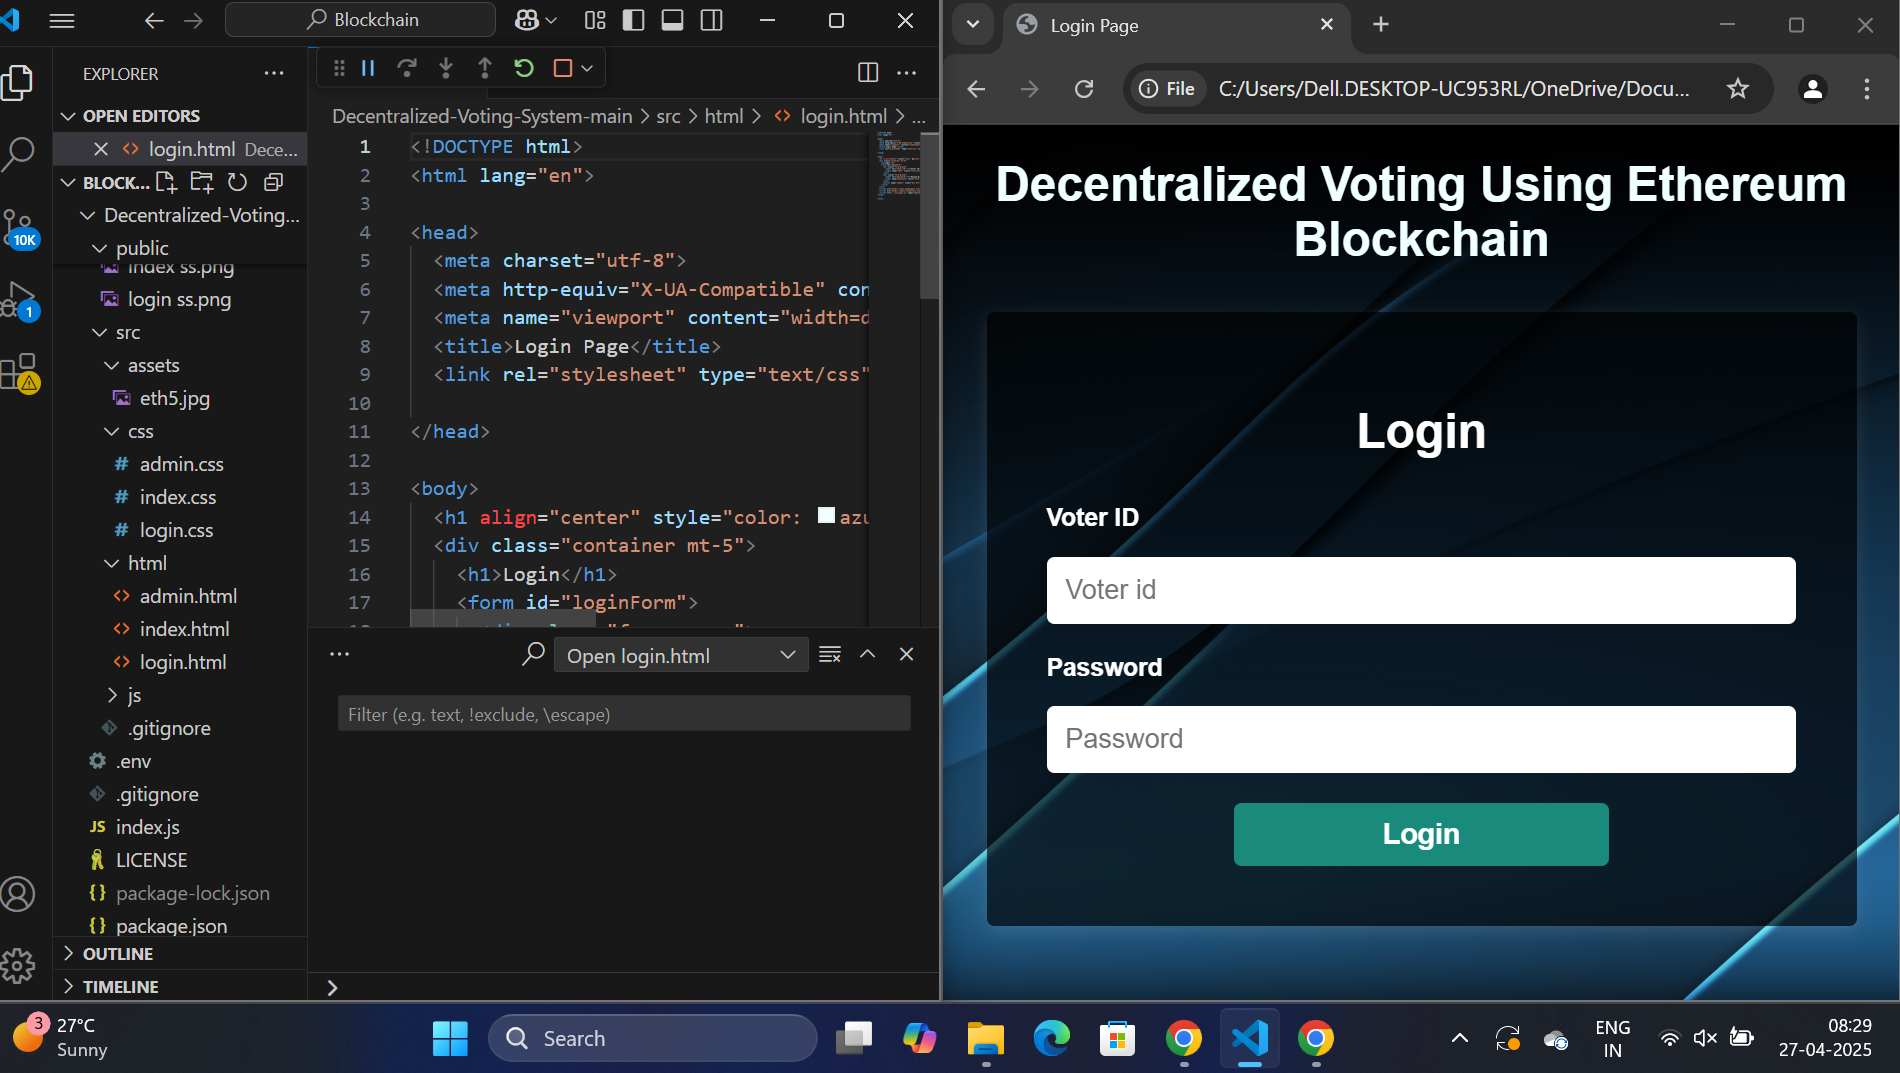 Blockchain
EXPLORER
OPEN EDITORS
login.html Dece...
BLOCK...
Decentralized-Voting...
public
index ss.png
login ss.png
src
assets
eth5.jpg
css
# admin.css
# index.css
# login.css
html
<> admin.html
<> index.html
<> login.html
js
.gitignore
.env
.gitignore
JS index.js
LICENSE
{} package-lock.json
{} package.json
OUTLINE
TIMELINE
10K
1
Decentralized-Voting-System-main > src > html > <> login.html > ...
1 <!DOCTYPE html>
2 <html lang="en">
3
4 <head>
5 <meta charset="utf-8">
6 <meta http-equiv="X-UA-Compatible" con
7 <meta name="viewport" content="width=d
8 <title>Login Page</title>
9 <link rel="stylesheet" type="text/css"
10
11 </head>
12
13 <body>
14 <h1 align="center" style="color: azu
15 <div class="container mt-5">
16 <h1>Login</h1>
17 <form id="loginForm">
Open login.html
Filter (e.g. text, !exclude, \escape)
Login Page
File C:/Users/Dell.DESKTOP-UC953RL/OneDrive/Docu...
Decentralized Voting Using Ethereum
Blockchain
Login
Voter ID
Voter id
Password
Password
Login
3
27°C
Sunny
Search
ENG
IN
08:29
27-04-2025